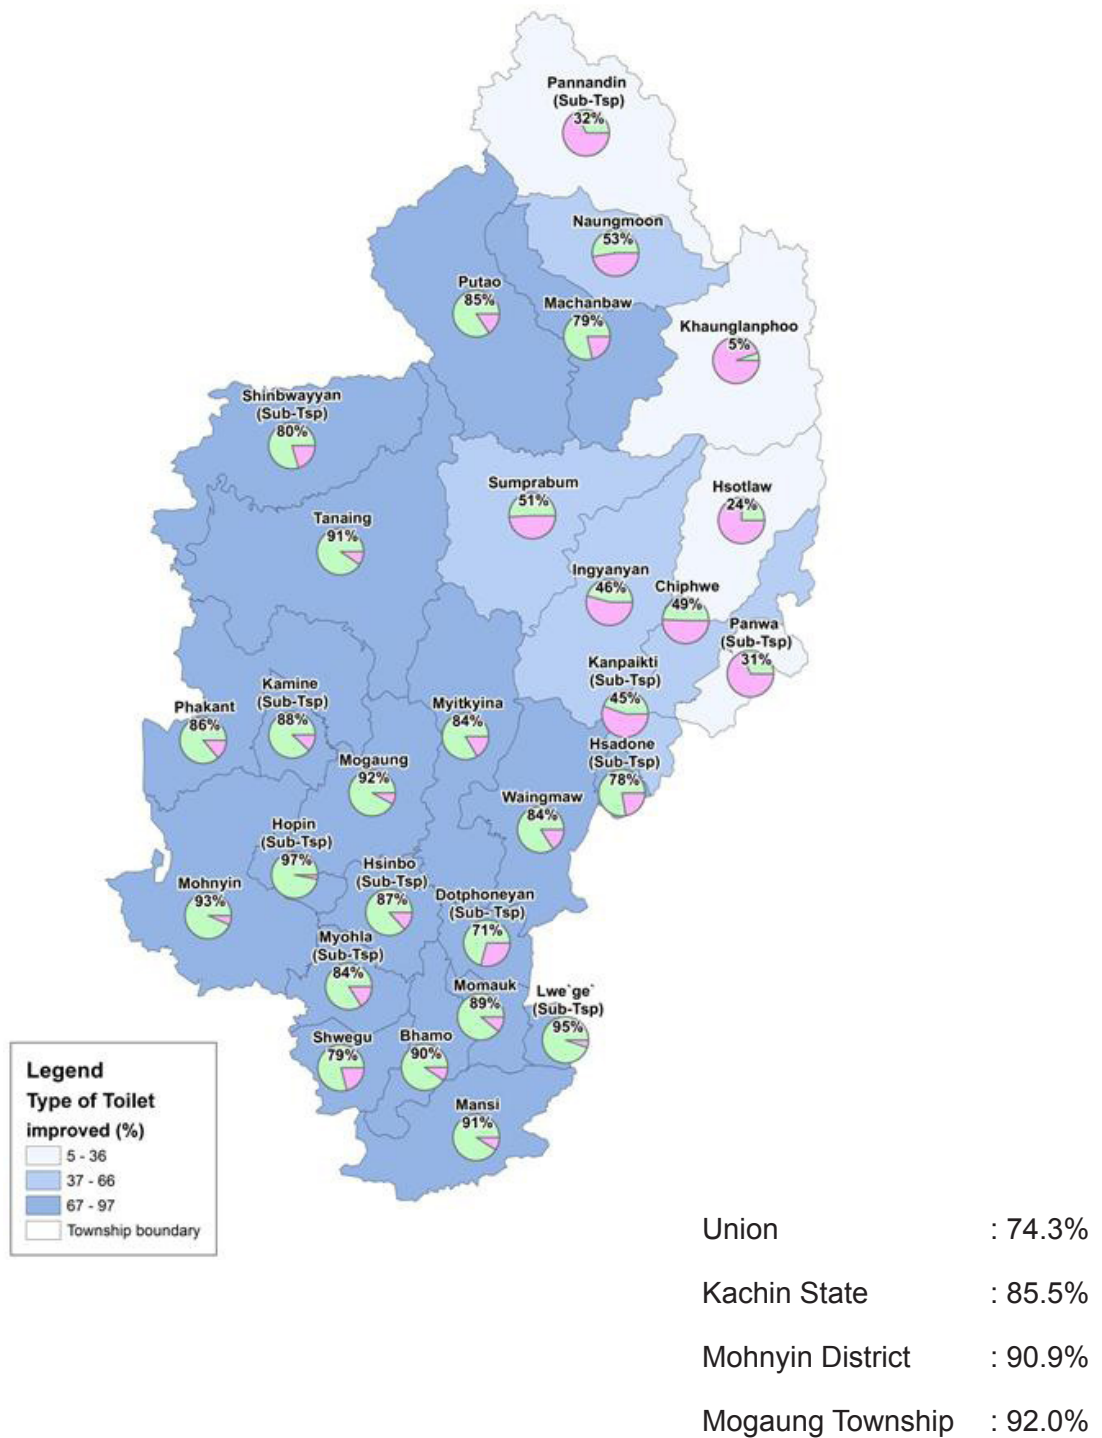 Pannandin
(Sub-Tsp)
32%
Naungmoon
53%
Putao
85%
Machanbaw
79%
Khaunglanphoo
5%
Shinbwayyan
(Sub-Tsp)
80%
Sumprabum
51%
Hsotlaw
24%
Tanaing
91%
Ingyanyan
46%
Chiphwe
49%
Panwa
(Sub-Tsp)
31%
Kanpaikti
(Sub-Tsp)
45%
Kamine
(Sub-Tsp)
88%
Phakant
86%
Myitkyina
84%
Hsadone
(Sub-Tsp)
78%
Mogaung
92%
Waingmaw
84%
Hopin
(Sub-Tsp)
97%
Hsinbo
(Sub-Tsp)
87%
Mohnyin
93%
Dotphoneyan
(Sub- Tsp)
71%
Myohla
(Sub-Tsp)
84%
Momauk
89%
Lwe`ge`
(Sub-Tsp)
95%
Shwegu
79%
Bhamo
90%
Mansi
91%
Legend
Type of Toilet
improved (%)
5 - 36
37 - 66
67 - 97
Township boundary
Union : 74.3%
Kachin State : 85.5%
Mohnyin District : 90.9%
Mogaung Township : 92.0%